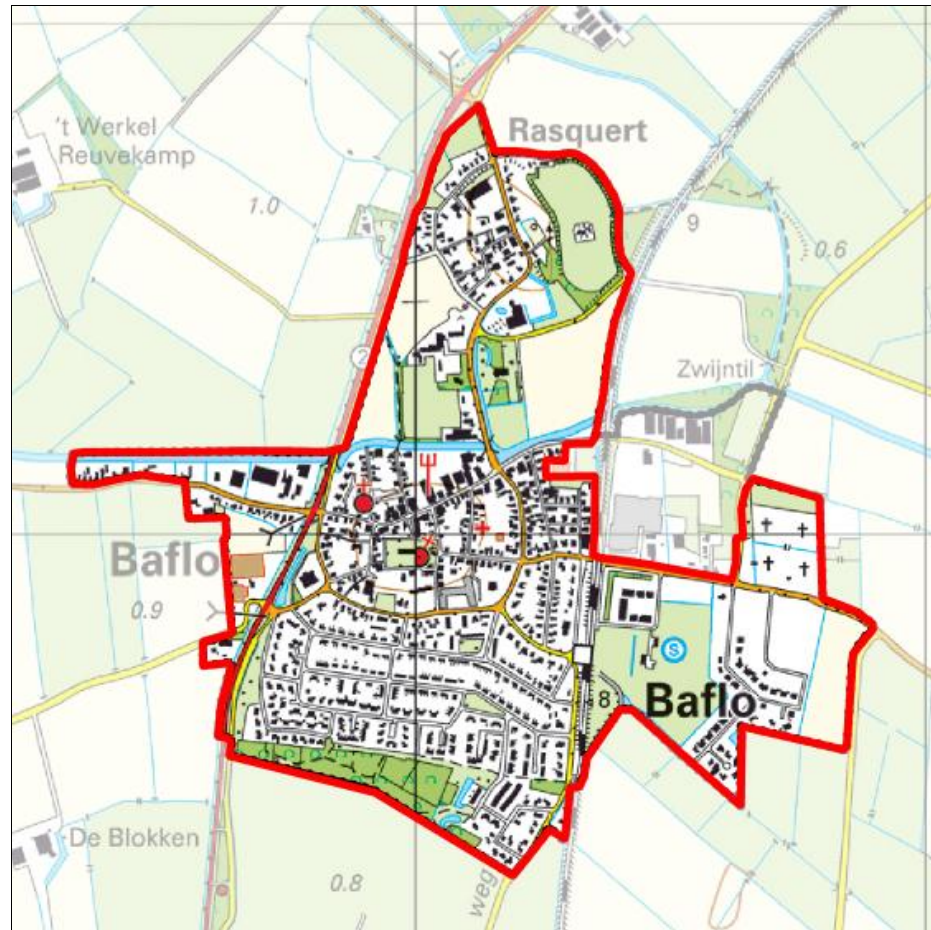 't Werkel
Reuvekamp
Rasquert
1.0
9
0.6
2
Zwijntil
Baflo
0.9
S
8
Baflo
De Blokken
0.8
weg